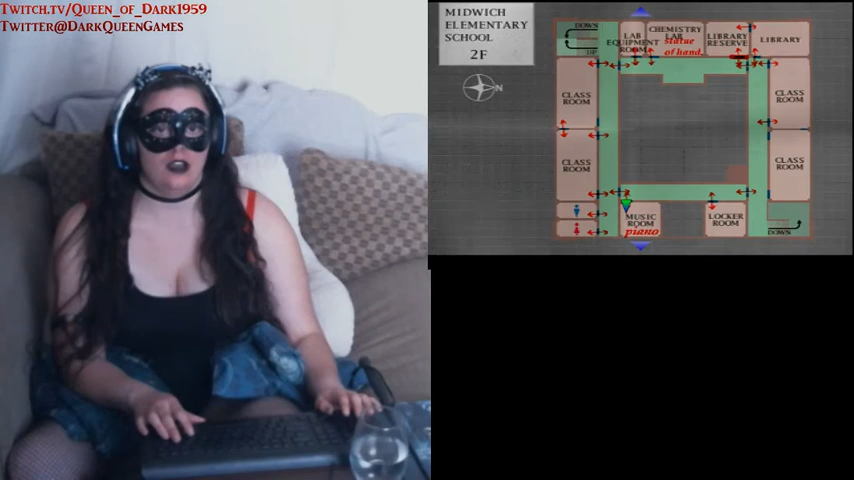 Twitch.tv/Queen_of_Dark1959
Twitter@DarkQueenGames
MIDWICH
ELEMENTARY
SCHOOL
2F
N
DOWN
UP
LAB
EQUIPMENT
ROOM
CHEMISTRY
LAB
statue
of hand.
LIBRARY
RESERVE
LIBRARY
CLASS
ROOM
CLASS
ROOM
CLASS
ROOM
CLASS
ROOM
MUSIC
ROOM
piano
LOCKER
ROOM
DOWN